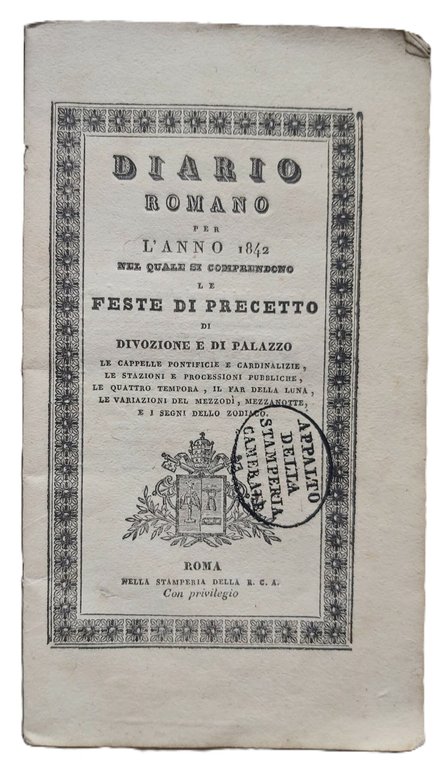 DIARIO
ROMANO
PER
L'ANNO 1842
NEL QUALE SI COMPRENDONO
LE
FESTE DI PRECETTO
DI
DIVOZIONE E DI PALAZZO
LE CAPPELLE PONTIFICIE E CARDINALIZIE,
LE STAZIONI E PROCESSIONI PUBBLICHE,
LE QUATTRO TEMPORA, IL FAR DELLA LUNA,
LE VARIAZIONI DEL MEZZODÌ, MEZZANOTTE,
E I SEGNI DELLO ZODIACO.
APPALTO
DELLA
STAMPERIA
CAMERALE
ROMA
NELLA STAMPERIA DELLA R. C. A.
Con privilegio